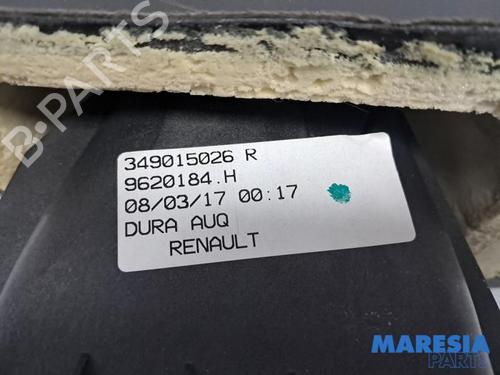 B-PARTS
349015026 R
9620184.H
08/03/17 00:17
DURA AUQ
RENAULT
MARESIA
PARTS